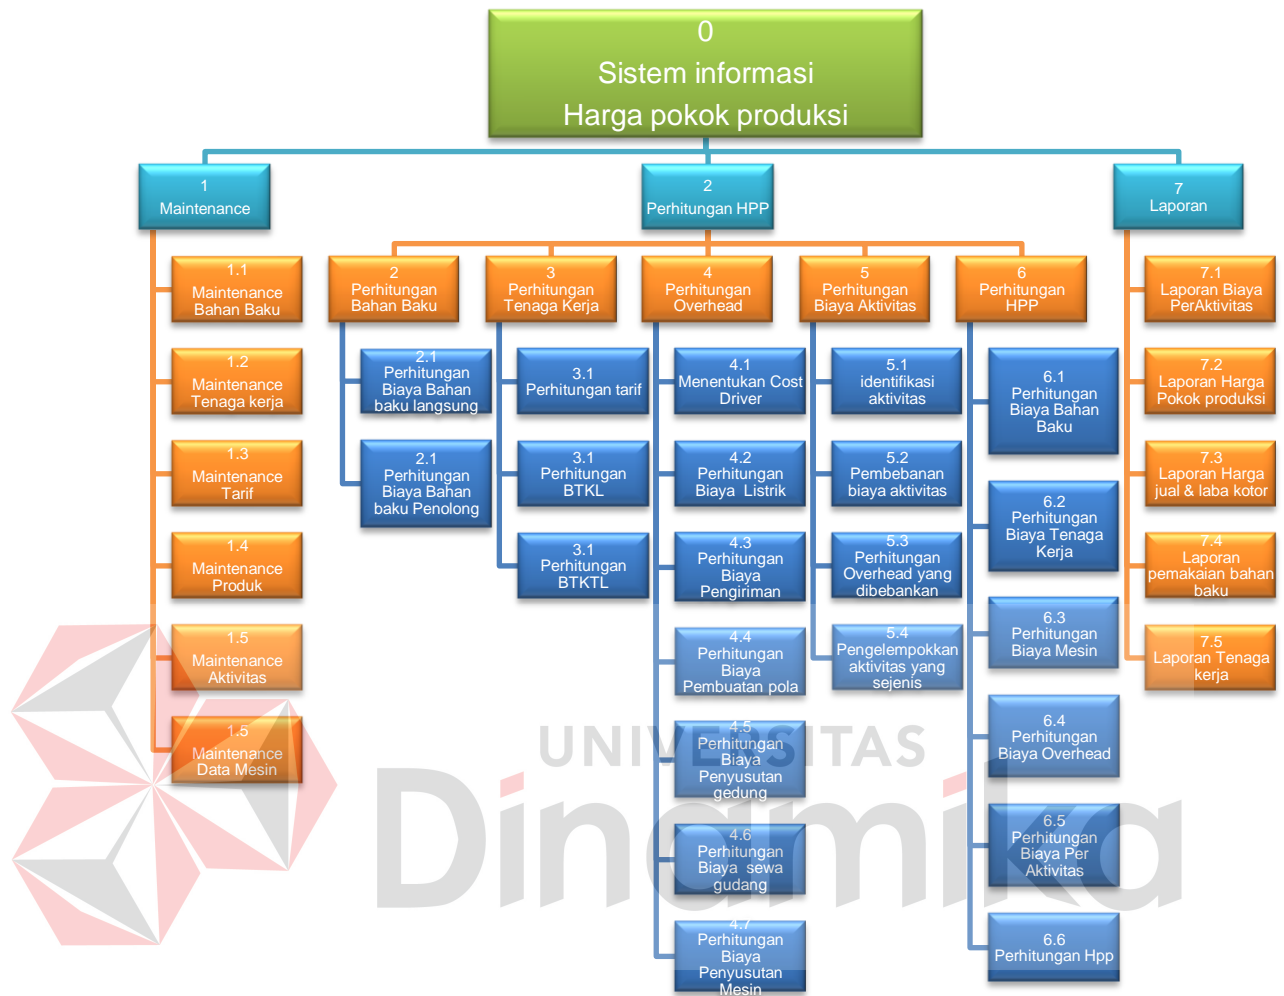 0
Sistem informasi
Harga pokok produksi
1
Maintenance
2
Perhitungan HPP
7
Laporan
1.1
Maintenance
Bahan Baku
1.2
Maintenance
Tenaga kerja
1.3
Maintenance
Tarif
1.4
Maintenance
Produk
1.5
Maintenance
Aktivitas
1.5
Maintenance
Data Mesin
2
Perhitungan
Bahan Baku
2.1
Perhitungan
Biaya Bahan
baku langsung
2.1
Perhitungan
Biaya Bahan
baku Penolong
3
Perhitungan
Tenaga Kerja
3.1
Perhitungan tarif
3.1
Perhitungan
BTKL
3.1
Perhitungan
BTKTL
4
Perhitungan
Overhead
4.1
Menentukan Cost
Driver
4.2
Perhitungan
Biaya Listrik
4.3
Perhitungan
Biaya
Pengiriman
4.4
Perhitungan
Biaya
Pembuatan pola
4.5
Perhitungan
Biaya
Penyusutan
gedung
4.6
Perhitungan
Biaya sewa
gudang
4.7
Perhitungan
Biaya
Penyusutan
Mesin
5
Perhitungan
Biaya Aktivitas
5.1
identifikasi
aktivitas
5.2
Pembebanan
biaya aktivitas
5.3
Perhitungan
Overhead yang
dibebankan
5.4
Pengelempokkan
aktivitas yang
sejenis
6
Perhitungan
HPP
6.1
Perhitungan
Biaya Bahan
Baku
6.2
Perhitungan
Biaya Tenaga
Kerja
6.3
Perhitungan
Biaya Mesin
6.4
Perhitungan
Biaya Overhead
6.5
Perhitungan
Biaya Per
Aktivitas
6.6
Perhitungan Hpp
7.1
Laporan Biaya
PerAktivitas
7.2
Laporan Harga
Pokok produksi
7.3
Laporan Harga
jual & laba kotor
7.4
Laporan
pemakaian bahan
baku
7.5
Laporan Tenaga
kerja
UNIVERSITAS
Dinamika